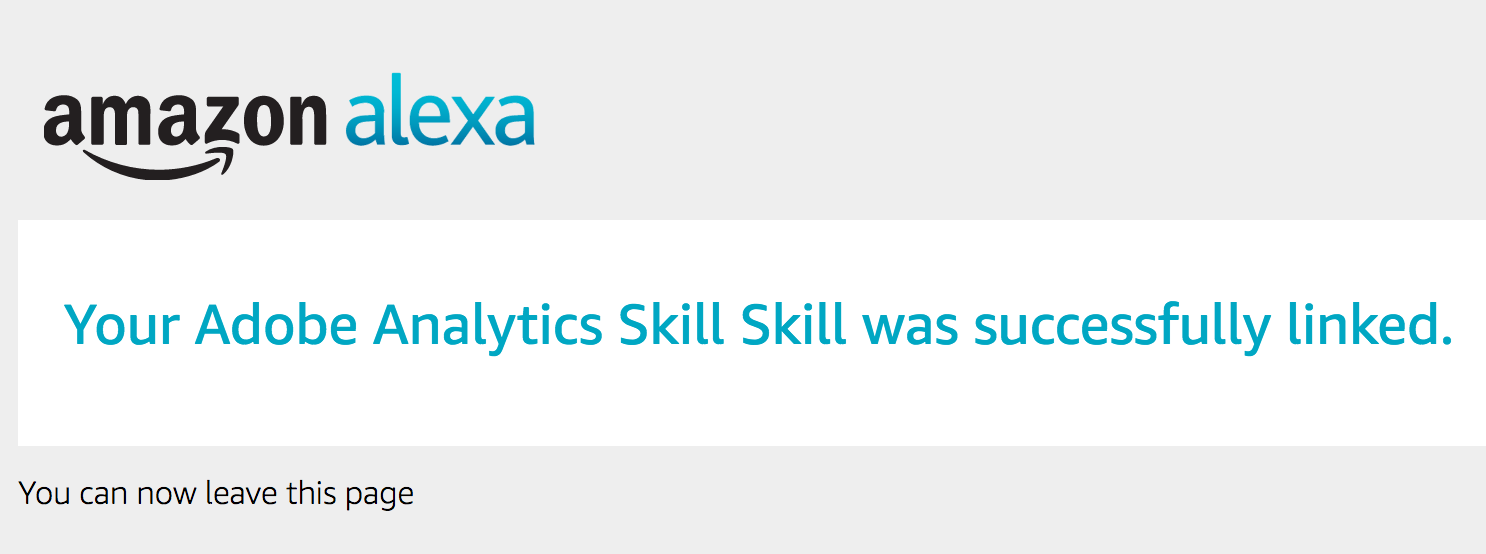 amazon alexa
Your Adobe Analytics Skill Skill was successfully linked.
You can now leave this page